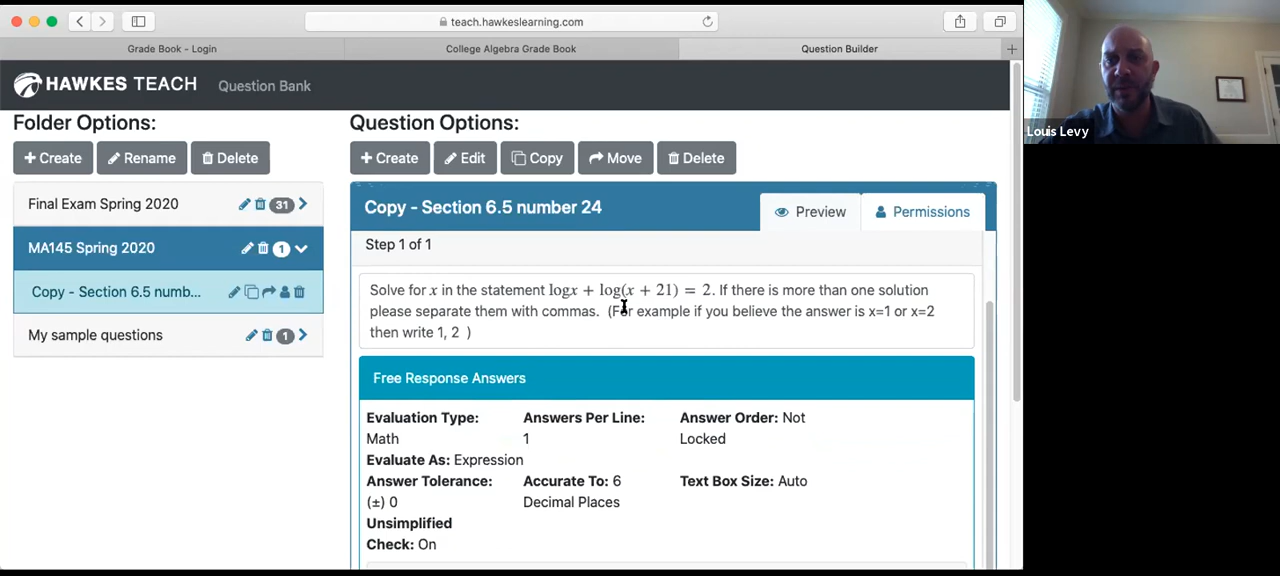 teach.hawkeslearning.com
Grade Book - Login
College Algebra Grade Book
Question Builder
HAWKES TEACH
Question Bank
Louis Levy
Folder Options:
Create
Rename
Delete
Final Exam Spring 2020
31
MA145 Spring 2020
1
Copy - Section 6.5 numb...
My sample questions
1
Question Options:
Create
Edit
Copy
Move
Delete
Copy - Section 6.5 number 24
Preview
Permissions
Step 1 of 1
Solve for x in the statement logx + log(x + 21) = 2. If there is more than one solution
please separate them with commas. (For example if you believe the answer is x=1 or x=2
then write 1, 2 )
Free Response Answers
Evaluation Type:
Math
Answers Per Line:
1
Answer Order: Not
Locked
Evaluate As: Expression
Answer Tolerance:
(±) 0
Accurate To: 6
Decimal Places
Text Box Size: Auto
Unsimplified
Check: On